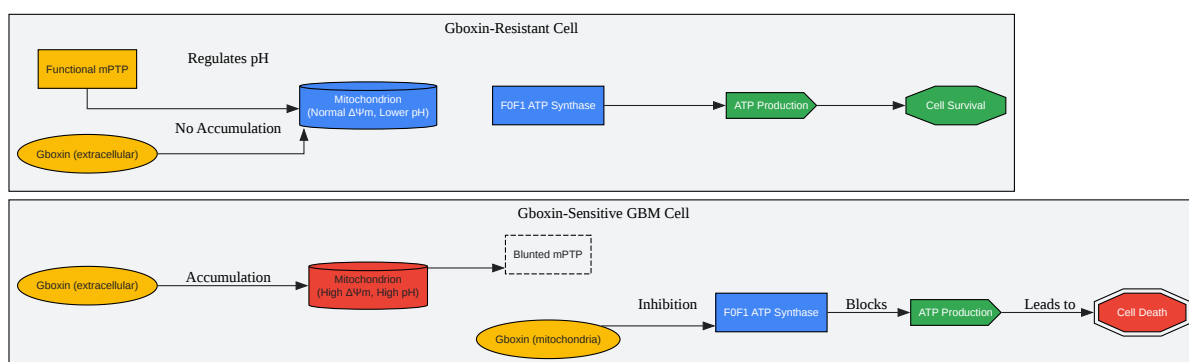 Gboxin-Resistant Cell
Functional mPTP
Regulates pH
Mitochondrion
(Normal ΔΨm, Lower pH)
F0F1 ATP Synthase
ATP Production
Cell Survival
No Accumulation
Gboxin (extracellular)
Gboxin-Sensitive GBM Cell
Blunted mPTP
Gboxin (extracellular)
Accumulation
Mitochondrion
(High ΔΨm, High pH)
Gboxin (mitochondria)
Inhibition
F0F1 ATP Synthase
Blocks
ATP Production
Leads to
Cell Death